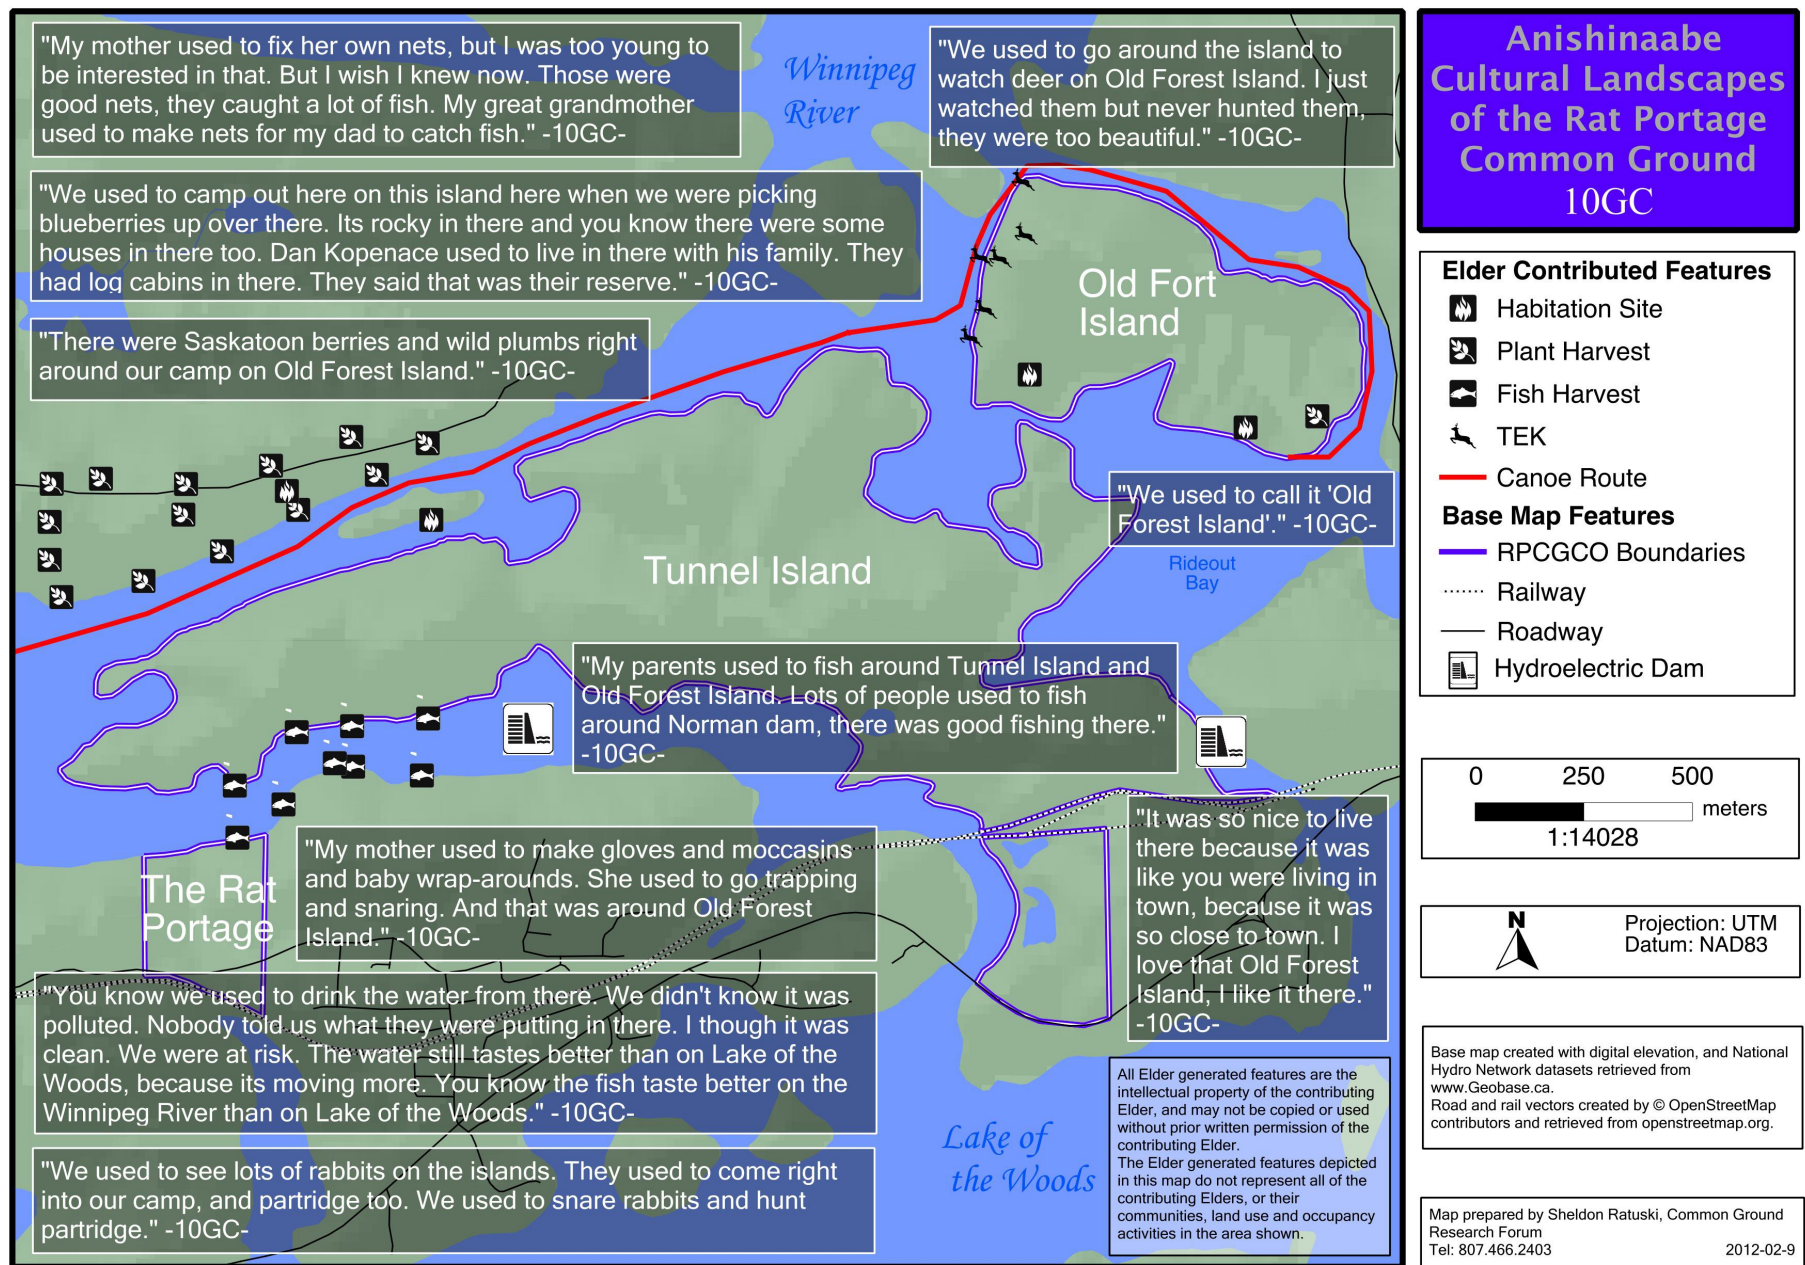 "My mother used to fix her own nets, but I was too young to
be interested in that. But I wish I knew now. Those were
good nets, they caught a lot of fish. My great grandmother
used to make nets for my dad to catch fish." -10GC-
Winnipeg
River
"We used to go around the island to
watch deer on Old Forest Island. I just
watched them but never hunted them,
they were too beautiful." -10GC-
"We used to camp out here on this island here when we were picking
blueberries up over there. Its rocky in there and you know there were some
houses in there too. Dan Kopenace used to live in there with his family. They
had log cabins in there. They said that was their reserve." -10GC-
Old Fort
Island
"There were Saskatoon berries and wild plumbs right
around our camp on Old Forest Island." -10GC-
"We used to call it 'Old
Forest Island'." -10GC-
Tunnel Island
Rideout
Bay
"My parents used to fish around Tunnel Island and
Old Forest Island. Lots of people used to fish
around Norman dam, there was good fishing there."
-10GC-
"It was so nice to live
there because it was
like you were living in
town, because it was
so close to town. I
love that Old Forest
Island, I like it there."
-10GC-
The Rat
Portage
"My mother used to make gloves and moccasins
and baby wrap-arounds. She used to go trapping
and snaring. And that was around Old Forest
Island." -10GC-
"You know we used to drink the water from there. We didn't know it was
polluted. Nobody told us what they were putting in there. I though it was
clean. We were at risk. The water still tastes better than on Lake of the
Woods, because its moving more. You know the fish taste better on the
Winnipeg River than on Lake of the Woods." -10GC-
"We used to see lots of rabbits on the islands. They used to come right
into our camp, and partridge too. We used to snare rabbits and hunt
partridge." -10GC-
Lake of
the Woods
All Elder generated features are the
intellectual property of the contributing
Elder, and may not be copied or used
without prior written permission of the
contributing Elder.
The Elder generated features depicted
in this map do not represent all of the
contributing Elders, or their
communities, land use and occupancy
activities in the area shown.
Anishinaabe
Cultural Landscapes
of the Rat Portage
Common Ground
10GC
Elder Contributed Features
Habitation Site
Plant Harvest
Fish Harvest
TEK
Canoe Route
Base Map Features
RPCGCO Boundaries
Railway
Roadway
Hydroelectric Dam
0 250 500
meters
1:14028
N
Projection: UTM
Datum: NAD83
Base map created with digital elevation, and National
Hydro Network datasets retrieved from
www.Geobase.ca.
Road and rail vectors created by © OpenStreetMap
contributors and retrieved from openstreetmap.org.
Map prepared by Sheldon Ratuski, Common Ground
Research Forum
Tel: 807.466.2403 2012-02-9